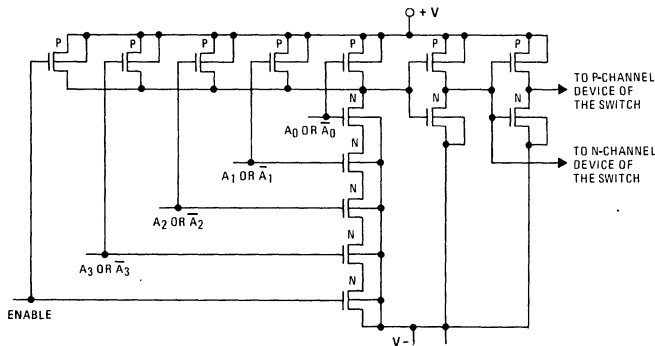 + V
P P P P P P P
TO P-CHANNEL
DEVICE OF
THE SWITCH
N N N
A0 OR A̅0
N
A1 OR A̅1
TO N-CHANNEL
DEVICE OF
THE SWITCH
N
A2 OR A̅2
N
A3 OR A̅3
N
ENABLE
V-